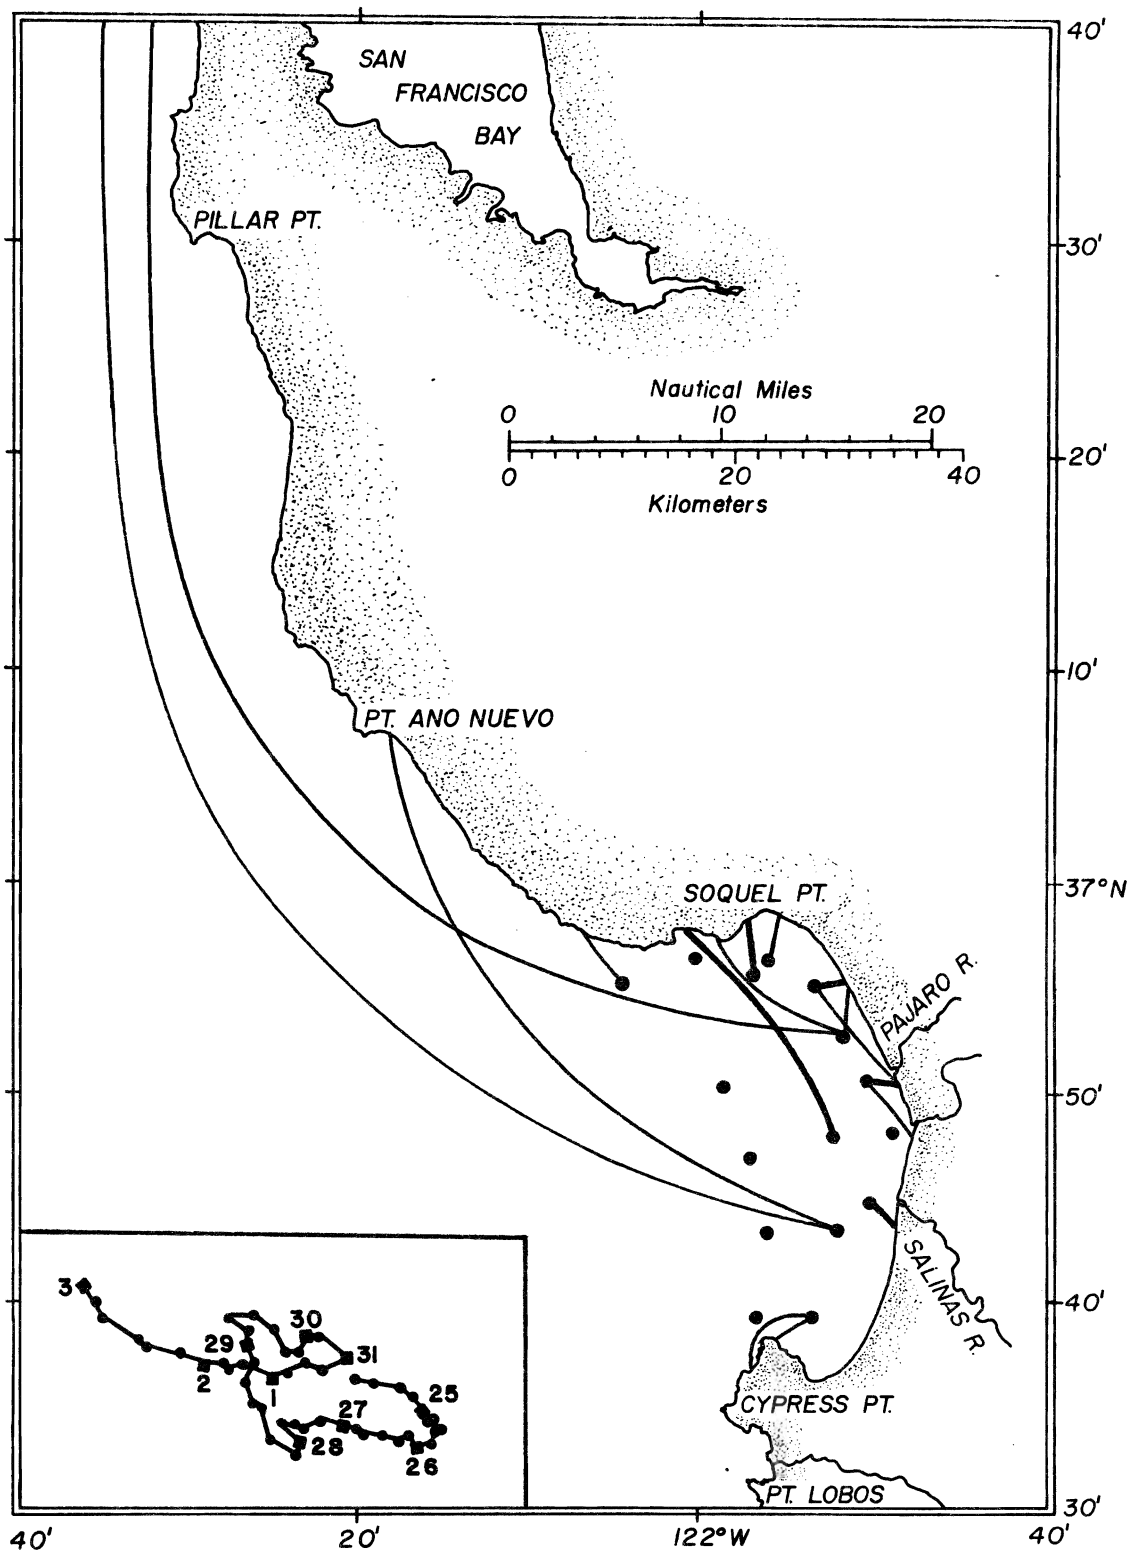 40'
SAN
FRANCISCO
BAY
PILLAR PT.
30'
Nautical Miles
0 10 20
0 20 40
Kilometers
20'
10'
PT. ANO NUEVO
37°N
SOQUEL PT.
PAJARO R.
50'
SALINAS R.
40'
3
30
29
31
2
1
25
27
28
26
CYPRESS PT.
PT. LOBOS
30'
40' 20' 122°W 40'